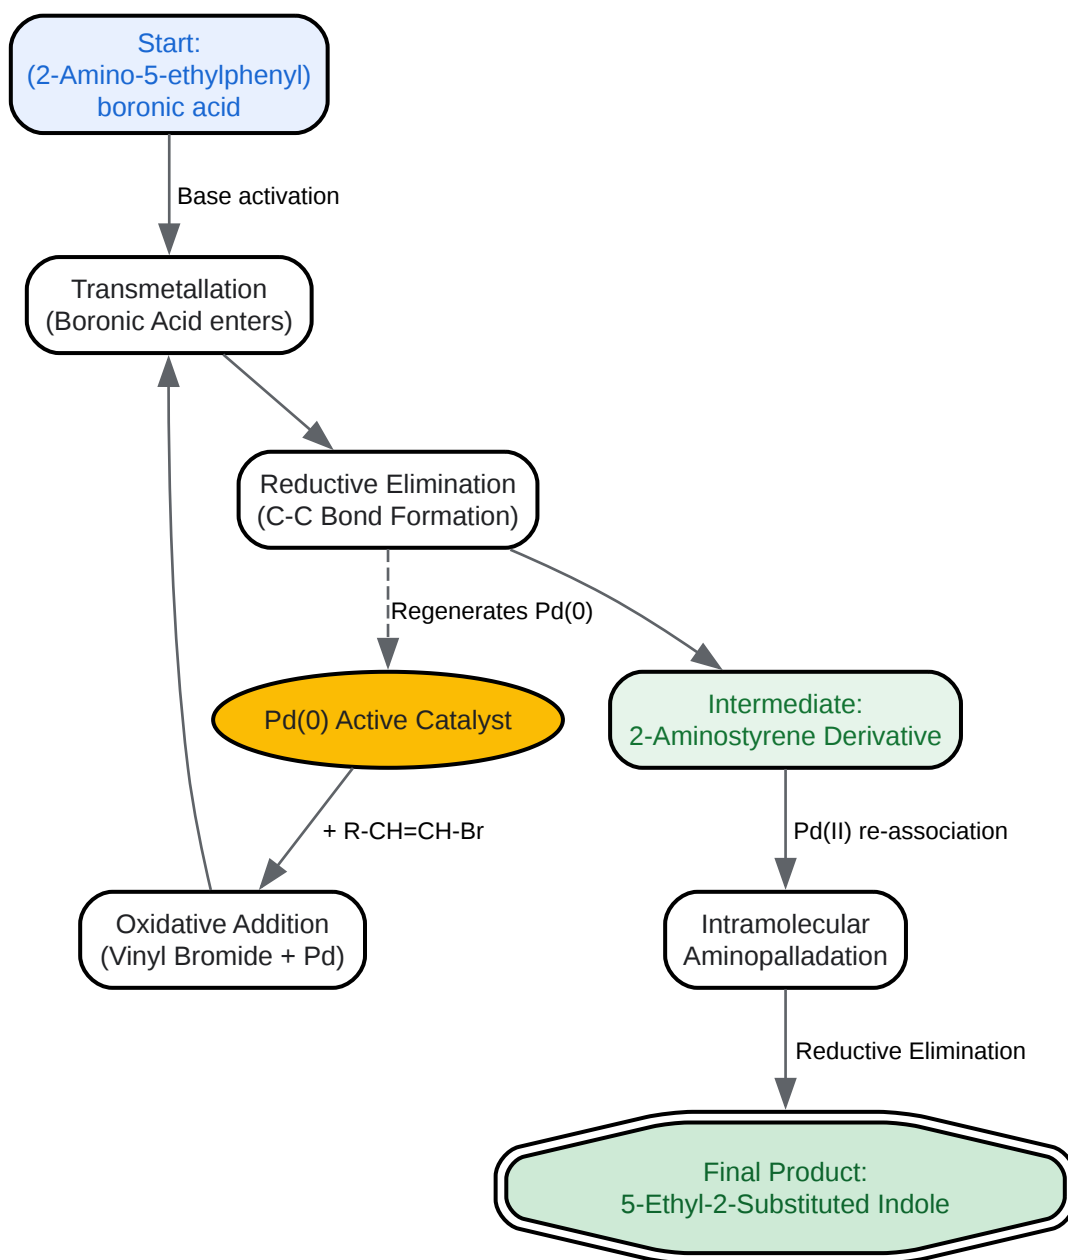 Start:
(2-Amino-5-ethylphenyl)
boronic acid
Base activation
Transmetallation
(Boronic Acid enters)
Reductive Elimination
(C-C Bond Formation)
Regenerates Pd(0)
Pd(0) Active Catalyst
Intermediate:
2-Aminostyrene Derivative
+ R-CH=CH-Br
Pd(II) re-association
Oxidative Addition
(Vinyl Bromide + Pd)
Intramolecular
Aminopalladation
Reductive Elimination
Final Product:
5-Ethyl-2-Substituted Indole